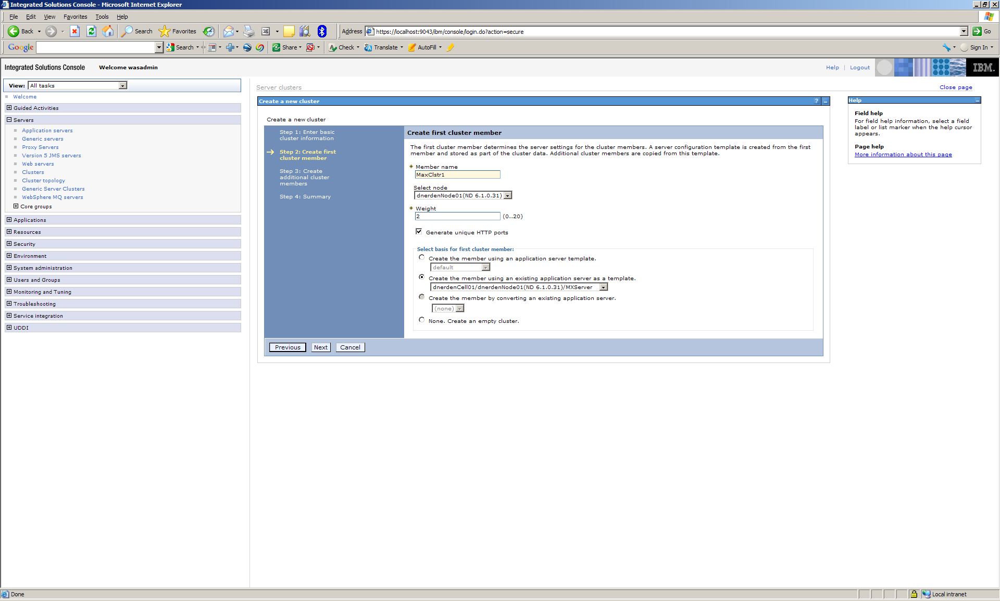 Integrated Solutions Console - Microsoft Internet Explorer
File Edit View Favorites Tools Help
Back Search Favorites Address https://localhost:9043/ibm/console/login.do?action=secure Go
Google Search Share Check Translate AutoFill Sign In
Integrated Solutions Console Welcome wasadmin Help | Logout IBM.
View: All tasks
Welcome
Guided Activities
Servers
Application servers
Generic servers
Proxy Servers
Version 5 JMS servers
Web servers
Clusters
Cluster topology
Generic Server Clusters
WebSphere MQ servers
Core groups
Applications
Resources
Security
Environment
System administration
Users and Groups
Monitoring and Tuning
Troubleshooting
Service integration
UDDI
Server clusters Close page
Create a new cluster ?
Create a new cluster
Step 1: Enter basic
cluster information
Step 2: Create first
cluster member
Step 3: Create
additional cluster
members
Step 4: Summary
Create first cluster member
The first cluster member determines the server settings for the cluster members. A server configuration template is created from the first
member and stored as part of the cluster data. Additional cluster members are copied from this template.
* Member name
MaxClstr1
Select node
dnerdenNode01(ND 6.1.0.31)
* Weight
2 (0..20)
Generate unique HTTP ports
Select basis for first cluster member:
Create the member using an application server template.
default
Create the member using an existing application server as a template.
dnerdenCell01/dnerdenNode01(ND 6.1.0.31)/MXServer
Create the member by converting an existing application server.
(none)
None. Create an empty cluster.
Previous Next Cancel
Help
Field help
For field help information, select a field
label or list marker when the help cursor
appears.
Page help
More information about this page
Done Local intranet